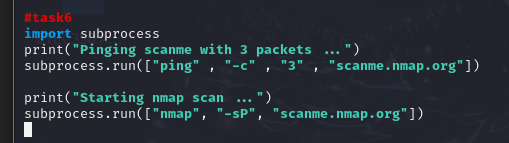 #task6
import subprocess
print("Pinging scanme with 3 packets ...")
subprocess.run(["ping" , "-c" , "3" , "scanme.nmap.org"])
print("Starting nmap scan ...")
subprocess.run(["nmap", "-sP", "scanme.nmap.org"])